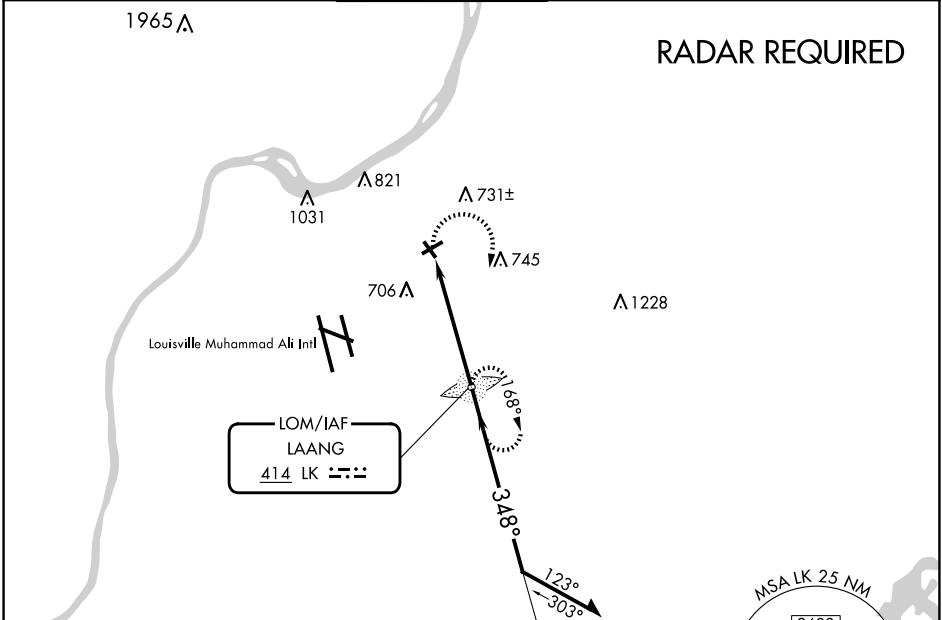 1965
RADAR REQUIRED
821
731±
1031
745
706
1228
Louisville Muhammad Ali Intl
168°
LOM/IAF
LAANG
414 LK
348°
123°
303°
MSA LK 25 NM